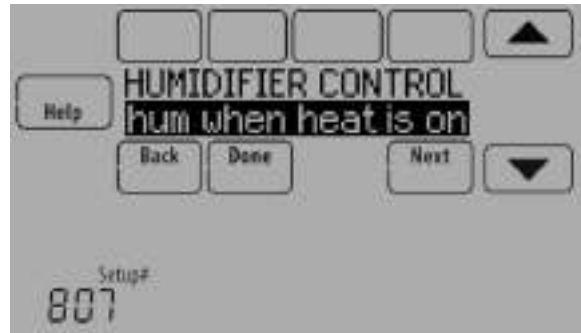 HUMIDIFIER CONTROL
Help
hum when heat is on
Back Done Next
Setup#
807